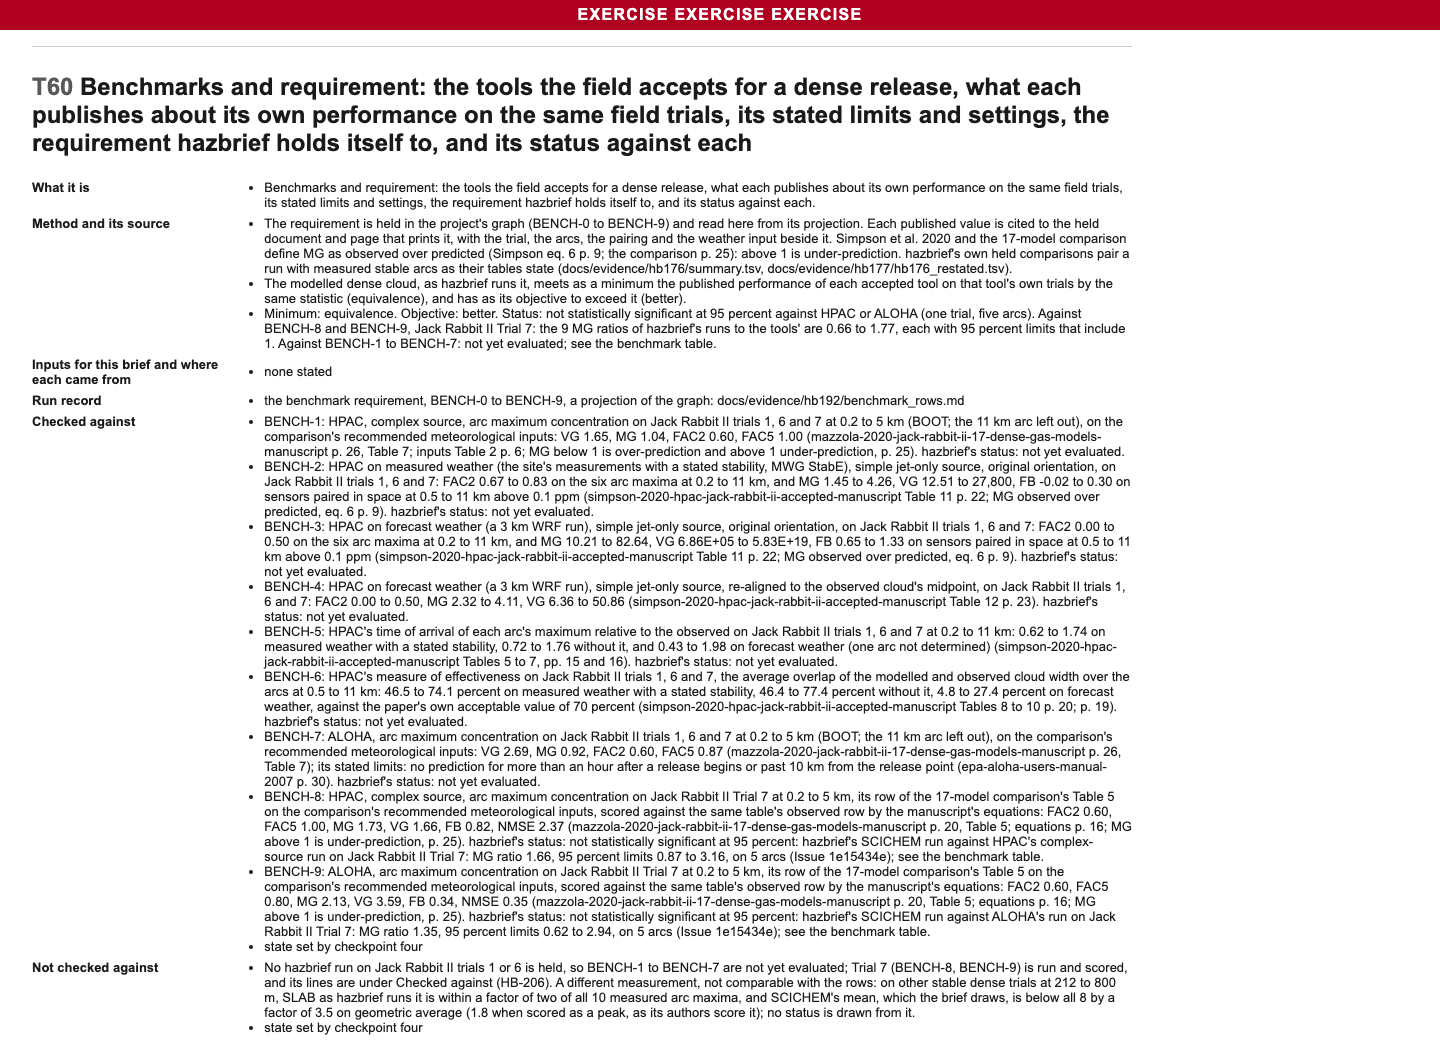 EXERCISE EXERCISE EXERCISE
T60 Benchmarks and requirement: the tools the field accepts for a dense release, what each
publishes about its own performance on the same field trials, its stated limits and settings, the
requirement hazbrief holds itself to, and its status against each
What it is
• Benchmarks and requirement: the tools the field accepts for a dense release, what each publishes about its own performance on the same field trials,
its stated limits and settings, the requirement hazbrief holds itself to, and its status against each.
Method and its source
• The requirement is held in the project's graph (BENCH-0 to BENCH-9) and read here from its projection. Each published value is cited to the held
document and page that prints it, with the trial, the arcs, the pairing and the weather input beside it. Simpson et al. 2020 and the 17-model comparison
define MG as observed over predicted (Simpson eq. 6 p. 9; the comparison p. 25): above 1 is under-prediction. hazbrief's own held comparisons pair a
run with measured stable arcs as their tables state (docs/evidence/hb176/summary.tsv, docs/evidence/hb177/hb176_restated.tsv).
• The modelled dense cloud, as hazbrief runs it, meets as a minimum the published performance of each accepted tool on that tool's own trials by the
same statistic (equivalence), and has as its objective to exceed it (better).
• Minimum: equivalence. Objective: better. Status: not statistically significant at 95 percent against HPAC or ALOHA (one trial, five arcs). Against
BENCH-8 and BENCH-9, Jack Rabbit II Trial 7: the 9 MG ratios of hazbrief's runs to the tools' are 0.66 to 1.77, each with 95 percent limits that include
1. Against BENCH-1 to BENCH-7: not yet evaluated; see the benchmark table.
Inputs for this brief and where
each came from
• none stated
Run record
• the benchmark requirement, BENCH-0 to BENCH-9, a projection of the graph: docs/evidence/hb192/benchmark_rows.md
Checked against
• BENCH-1: HPAC, complex source, arc maximum concentration on Jack Rabbit II trials 1, 6 and 7 at 0.2 to 5 km (BOOT; the 11 km arc left out), on the
comparison's recommended meteorological inputs: VG 1.65, MG 1.04, FAC2 0.60, FAC5 1.00 (mazzola-2020-jack-rabbit-ii-17-dense-gas-models-
manuscript p. 26, Table 7; inputs Table 2 p. 6; MG below 1 is over-prediction and above 1 under-prediction, p. 25). hazbrief's status: not yet evaluated.
• BENCH-2: HPAC on measured weather (the site's measurements with a stated stability, MWG StabE), simple jet-only source, original orientation, on
Jack Rabbit II trials 1, 6 and 7: FAC2 0.67 to 0.83 on the six arc maxima at 0.2 to 11 km, and MG 1.45 to 4.26, VG 12.51 to 27,800, FB -0.02 to 0.30 on
sensors paired in space at 0.5 to 11 km above 0.1 ppm (simpson-2020-hpac-jack-rabbit-ii-accepted-manuscript Table 11 p. 22; MG observed over
predicted, eq. 6 p. 9). hazbrief's status: not yet evaluated.
• BENCH-3: HPAC on forecast weather (a 3 km WRF run), simple jet-only source, original orientation, on Jack Rabbit II trials 1, 6 and 7: FAC2 0.00 to
0.50 on the six arc maxima at 0.2 to 11 km, and MG 10.21 to 82.64, VG 6.86E+05 to 5.83E+19, FB 0.65 to 1.33 on sensors paired in space at 0.5 to 11
km above 0.1 ppm (simpson-2020-hpac-jack-rabbit-ii-accepted-manuscript Table 11 p. 22; MG observed over predicted, eq. 6 p. 9). hazbrief's status:
not yet evaluated.
• BENCH-4: HPAC on forecast weather (a 3 km WRF run), simple jet-only source, re-aligned to the observed cloud's midpoint, on Jack Rabbit II trials 1,
6 and 7: FAC2 0.00 to 0.50, MG 2.32 to 4.11, VG 6.36 to 50.86 (simpson-2020-hpac-jack-rabbit-ii-accepted-manuscript Table 12 p. 23). hazbrief's
status: not yet evaluated.
• BENCH-5: HPAC's time of arrival of each arc's maximum relative to the observed on Jack Rabbit II trials 1, 6 and 7 at 0.2 to 11 km: 0.62 to 1.74 on
measured weather with a stated stability, 0.72 to 1.76 without it, and 0.43 to 1.98 on forecast weather (one arc not determined) (simpson-2020-hpac-
jack-rabbit-ii-accepted-manuscript Tables 5 to 7, pp. 15 and 16). hazbrief's status: not yet evaluated.
• BENCH-6: HPAC's measure of effectiveness on Jack Rabbit II trials 1, 6 and 7, the average overlap of the modelled and observed cloud width over the
arcs at 0.5 to 11 km: 46.5 to 74.1 percent on measured weather with a stated stability, 46.4 to 77.4 percent without it, 4.8 to 27.4 percent on forecast
weather, against the paper's own acceptable value of 70 percent (simpson-2020-hpac-jack-rabbit-ii-accepted-manuscript Tables 8 to 10 p. 20; p. 19).
hazbrief's status: not yet evaluated.
• BENCH-7: ALOHA, arc maximum concentration on Jack Rabbit II trials 1, 6 and 7 at 0.2 to 5 km (BOOT; the 11 km arc left out), on the comparison's
recommended meteorological inputs: VG 2.69, MG 0.92, FAC2 0.60, FAC5 0.87 (mazzola-2020-jack-rabbit-ii-17-dense-gas-models-manuscript p. 26,
Table 7); its stated limits: no prediction for more than an hour after a release begins or past 10 km from the release point (epa-aloha-users-manual-
2007 p. 30). hazbrief's status: not yet evaluated.
• BENCH-8: HPAC, complex source, arc maximum concentration on Jack Rabbit II Trial 7 at 0.2 to 5 km, its row of the 17-model comparison's Table 5
on the comparison's recommended meteorological inputs, scored against the same table's observed row by the manuscript's equations: FAC2 0.60,
FAC5 1.00, MG 1.73, VG 1.66, FB 0.82, NMSE 2.37 (mazzola-2020-jack-rabbit-ii-17-dense-gas-models-manuscript p. 20, Table 5; equations p. 16; MG
above 1 is under-prediction, p. 25). hazbrief's status: not statistically significant at 95 percent: hazbrief's SCICHEM run against HPAC's complex-
source run on Jack Rabbit II Trial 7: MG ratio 1.66, 95 percent limits 0.87 to 3.16, on 5 arcs (Issue 1e15434e); see the benchmark table.
• BENCH-9: ALOHA, arc maximum concentration on Jack Rabbit II Trial 7 at 0.2 to 5 km, its row of the 17-model comparison's Table 5 on the
comparison's recommended meteorological inputs, scored against the same table's observed row by the manuscript's equations: FAC2 0.60, FAC5
0.80, MG 2.13, VG 3.59, FB 0.34, NMSE 0.35 (mazzola-2020-jack-rabbit-ii-17-dense-gas-models-manuscript p. 20, Table 5; equations p. 16; MG
above 1 is under-prediction, p. 25). hazbrief's status: not statistically significant at 95 percent: hazbrief's SCICHEM run against ALOHA's run on Jack
Rabbit II Trial 7: MG ratio 1.35, 95 percent limits 0.62 to 2.94, on 5 arcs (Issue 1e15434e); see the benchmark table.
• state set by checkpoint four
Not checked against
• No hazbrief run on Jack Rabbit II trials 1 or 6 is held, so BENCH-1 to BENCH-7 are not yet evaluated; Trial 7 (BENCH-8, BENCH-9) is run and scored,
and its lines are under Checked against (HB-206). A different measurement, not comparable with the rows: on other stable dense trials at 212 to 800
m, SLAB as hazbrief runs it is within a factor of two of all 10 measured arc maxima, and SCICHEM's mean, which the brief draws, is below all 8 by a
factor of 3.5 on geometric average (1.8 when scored as a peak, as its authors score it); no status is drawn from it.
• state set by checkpoint four